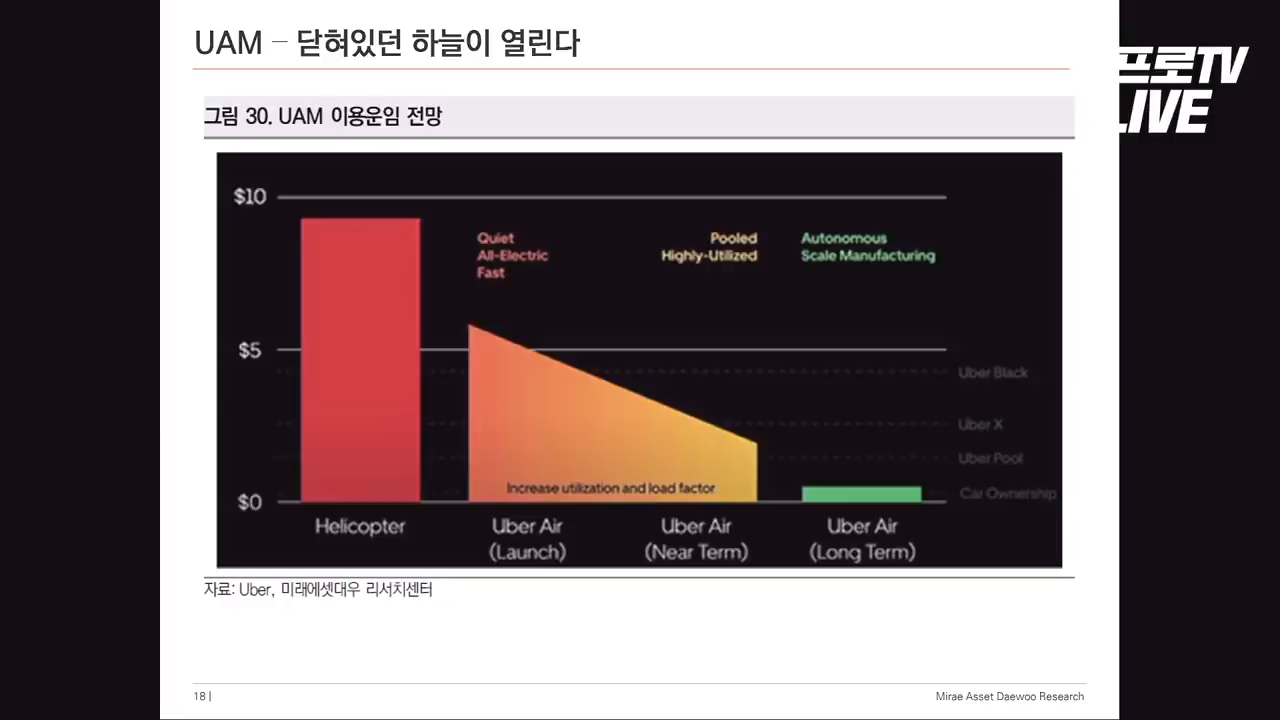 UAM – 닫혀있던 하늘이 열린다
프로TV
LIVE
그림 30. UAM 이용운임 전망
$10
Quiet
All-Electric
Fast
Pooled
Highly-Utilized
Autonomous
Scale Manufacturing
$5
Uber Black
Uber X
Uber Pool
Car Ownership
Increase utilization and load factor
$0
Helicopter
Uber Air
(Launch)
Uber Air
(Near Term)
Uber Air
(Long Term)
자료: Uber, 미래에셋대우 리서치센터
18 |
Mirae Asset Daewoo Research